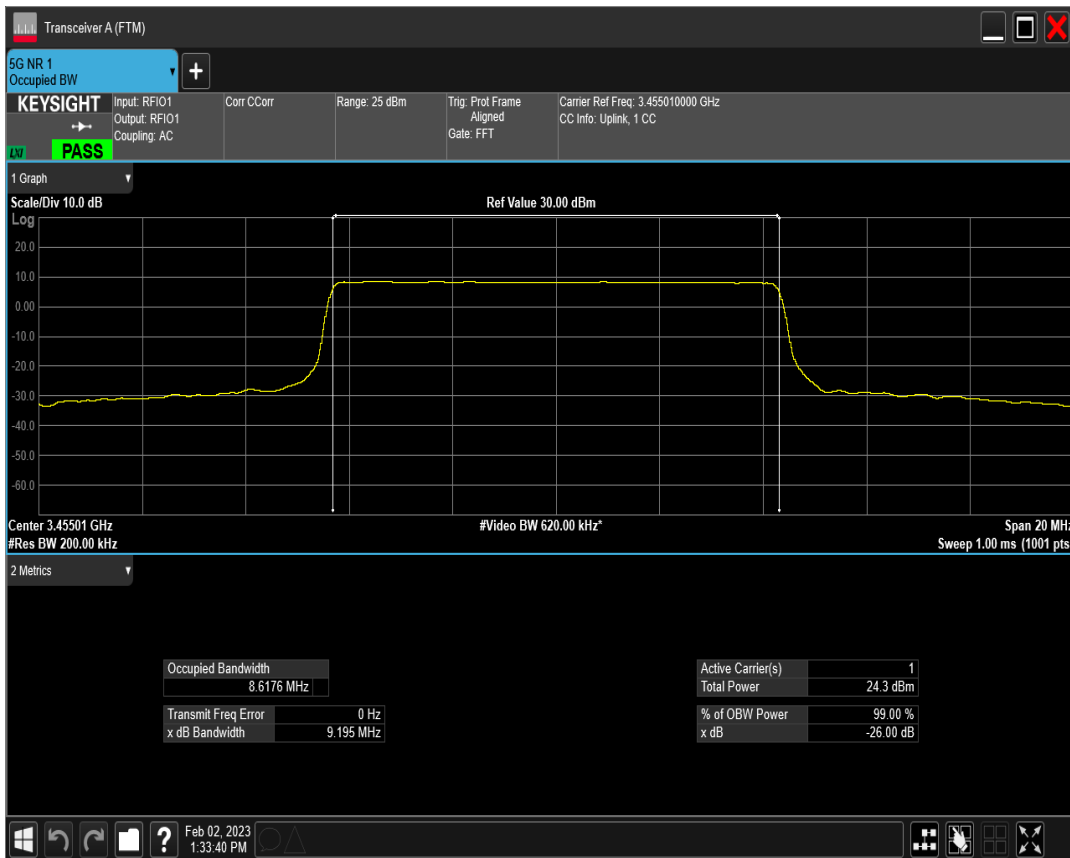 Transceiver A (FTM)
5G NR 1
Occupied BW
+
KEYSIGHT
LXI
PASS
Input: RFIO1
Output: RFIO1
Coupling: AC
Corr CCorr
Range: 25 dBm
Trig: Prot Frame
Aligned
Gate: FFT
Carrier Ref Freq: 3.455010000 GHz
CC Info: Uplink, 1 CC
1 Graph
Scale/Div 10.0 dB
Ref Value 30.00 dBm
Log
20.0
10.0
0.00
-10.0
-20.0
-30.0
-40.0
-50.0
-60.0
Center 3.45501 GHz
#Video BW 620.00 kHz*
Span 20 MHz
#Res BW 200.00 kHz
Sweep 1.00 ms (1001 pts
2 Metrics
Occupied Bandwidth
8.6176 MHz
Transmit Freq Error 0 Hz
x dB Bandwidth 9.195 MHz
Active Carrier(s) 1
Total Power 24.3 dBm
% of OBW Power 99.00 %
x dB -26.00 dB
?
Feb 02, 2023
1:33:40 PM